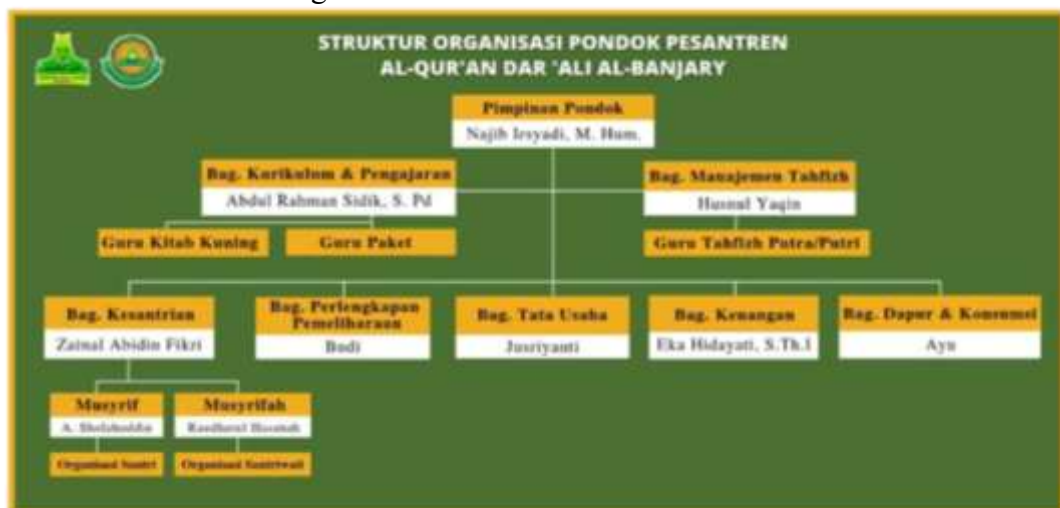 STRUKTUR ORGANISASI PONDOK PESANTREN
AL-QUR'AN DAR 'ALI AL-BANJARY
Pimpinan Pondok
Najib Irsyadi, M. Hum.
Bag. Kurikulum & Pengajaran
Abdul Rahman Sidik, S. Pd
Bag. Manajemen Tahfizh
Husnul Yaqin
Guru Kitab Kuning
Guru Paket
Guru Tahfizh Putra/Putri
Bag. Kesantrian
Zainal Abidin Fikri
Bag. Perlengkapan
Pemeliharaan
Budi
Bag. Tata Usaha
Jusriyanti
Bag. Keuangan
Eka Hidayati, S.Th.I
Bag. Dapur & Konsumsi
Ayu
Musyrif
A. Sholahuddin
Musyrifah
Raudhatul Hasanah
Organisasi Santri
Organisasi Santriwati